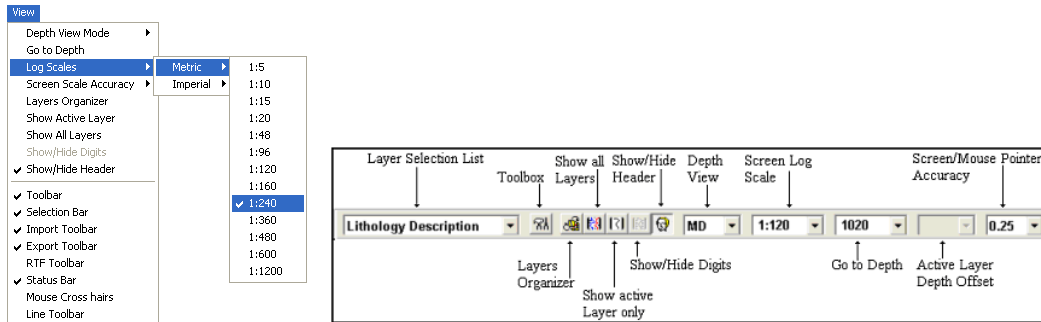 View
Depth View Mode
Go to Depth
Log Scales
Screen Scale Accuracy
Layers Organizer
Show Active Layer
Show All Layers
Show/Hide Digits
Show/Hide Header
Toolbar
Selection Bar
Import Toolbar
Export Toolbar
RTF Toolbar
Status Bar
Mouse Cross hairs
Line Toolbar
Metric
Imperial
1:5
1:10
1:15
1:20
1:48
1:96
1:120
1:160
1:240
1:360
1:480
1:600
1:1200
Layer Selection List
Toolbox
Show all
Layers
Show/Hide
Header
Depth
View
Screen Log
Scale
Screen/Mouse Pointer
Accuracy
Lithology Description
MD
1:120
1020
0.25
Layers
Organizer
Show active
Layer only
Show/Hide Digits
Go to Depth
Active Layer
Depth Offset